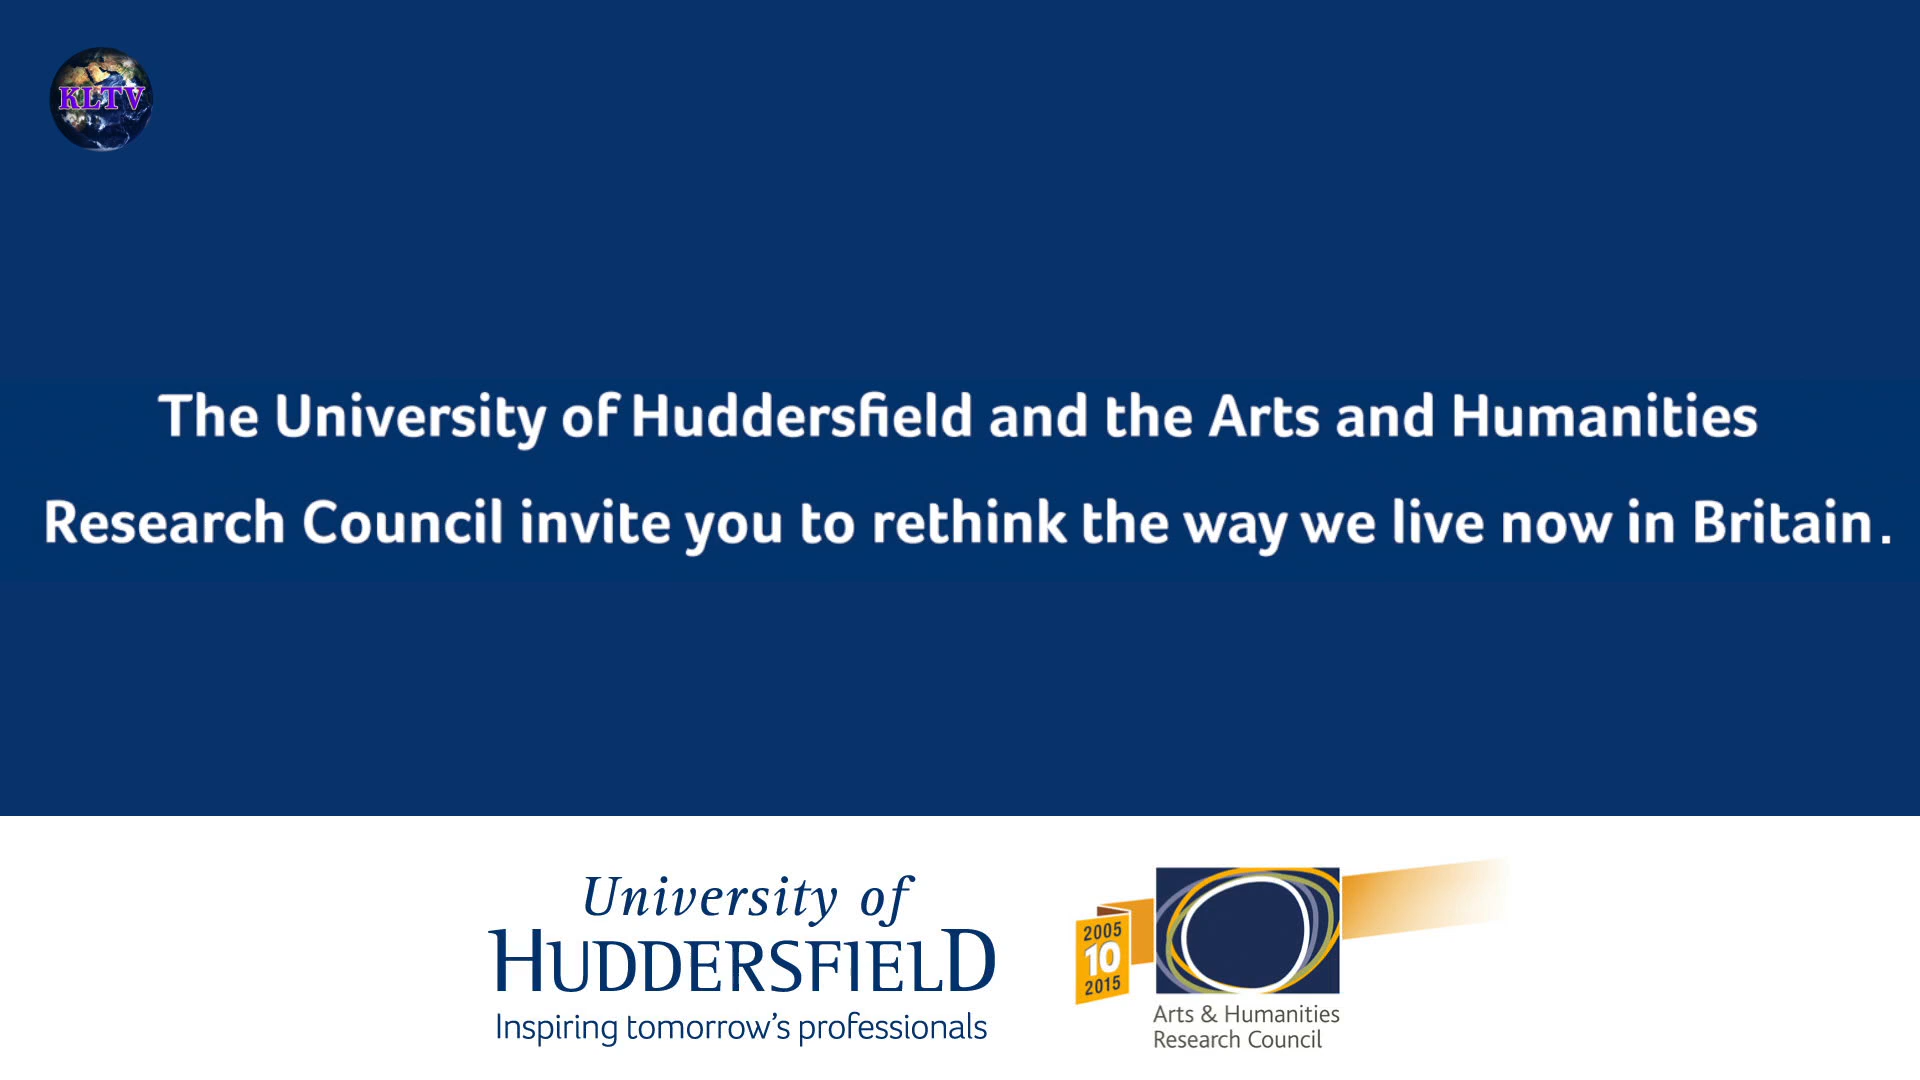 KLTV
The University of Huddersfield and the Arts and Humanities
Research Council invite you to rethink the way we live now in Britain.
University of
HUDDERSFIELD
Inspiring tomorrow's professionals
2005
10
2015
Arts & Humanities
Research Council